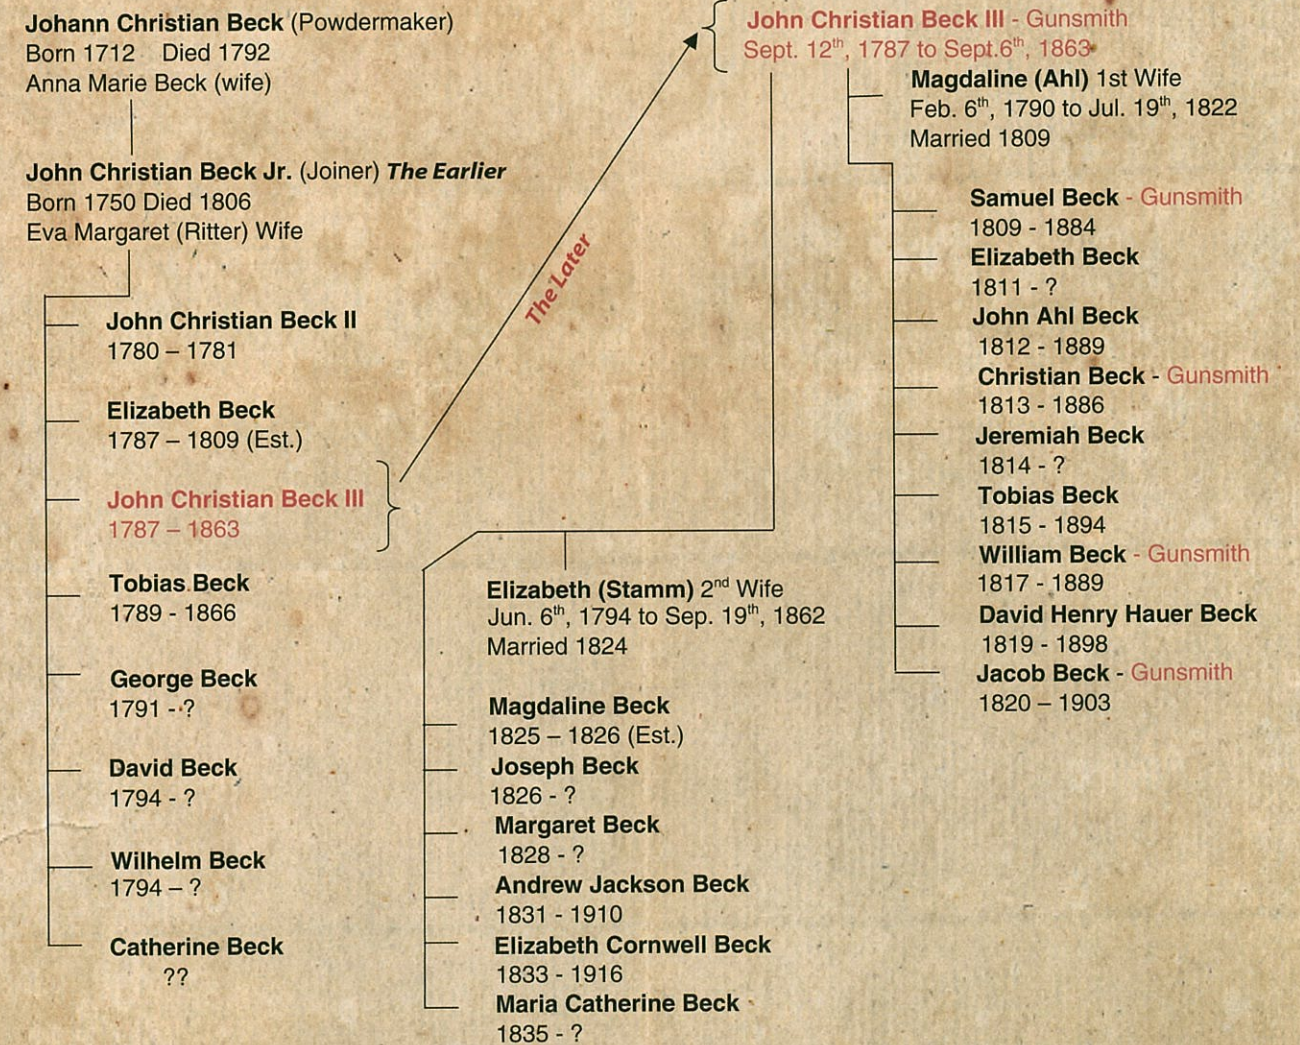 Johann Christian Beck (Powdermaker)
Born 1712 Died 1792
Anna Marie Beck (wife)
John Christian Beck Jr. (Joiner) The Earlier
Born 1750 Died 1806
Eva Margaret (Ritter) Wife
John Christian Beck II
1780 – 1781
Elizabeth Beck
1787 – 1809 (Est.)
John Christian Beck III
1787 – 1863
Tobias Beck
1789 - 1866
George Beck
1791 - ?
David Beck
1794 - ?
Wilhelm Beck
1794 – ?
Catherine Beck
??
The Later
John Christian Beck III - Gunsmith
Sept. 12th, 1787 to Sept.6th, 1863
Magdaline (Ahl) 1st Wife
Feb. 6th, 1790 to Jul. 19th, 1822
Married 1809
Samuel Beck - Gunsmith
1809 - 1884
Elizabeth Beck
1811 - ?
John Ahl Beck
1812 - 1889
Christian Beck - Gunsmith
1813 - 1886
Jeremiah Beck
1814 - ?
Tobias Beck
1815 - 1894
William Beck - Gunsmith
1817 - 1889
David Henry Hauer Beck
1819 - 1898
Jacob Beck - Gunsmith
1820 – 1903
Elizabeth (Stamm) 2nd Wife
Jun. 6th, 1794 to Sep. 19th, 1862
Married 1824
Magdaline Beck
1825 – 1826 (Est.)
Joseph Beck
1826 - ?
Margaret Beck
1828 - ?
Andrew Jackson Beck
1831 - 1910
Elizabeth Cornwell Beck
1833 - 1916
Maria Catherine Beck
1835 - ?